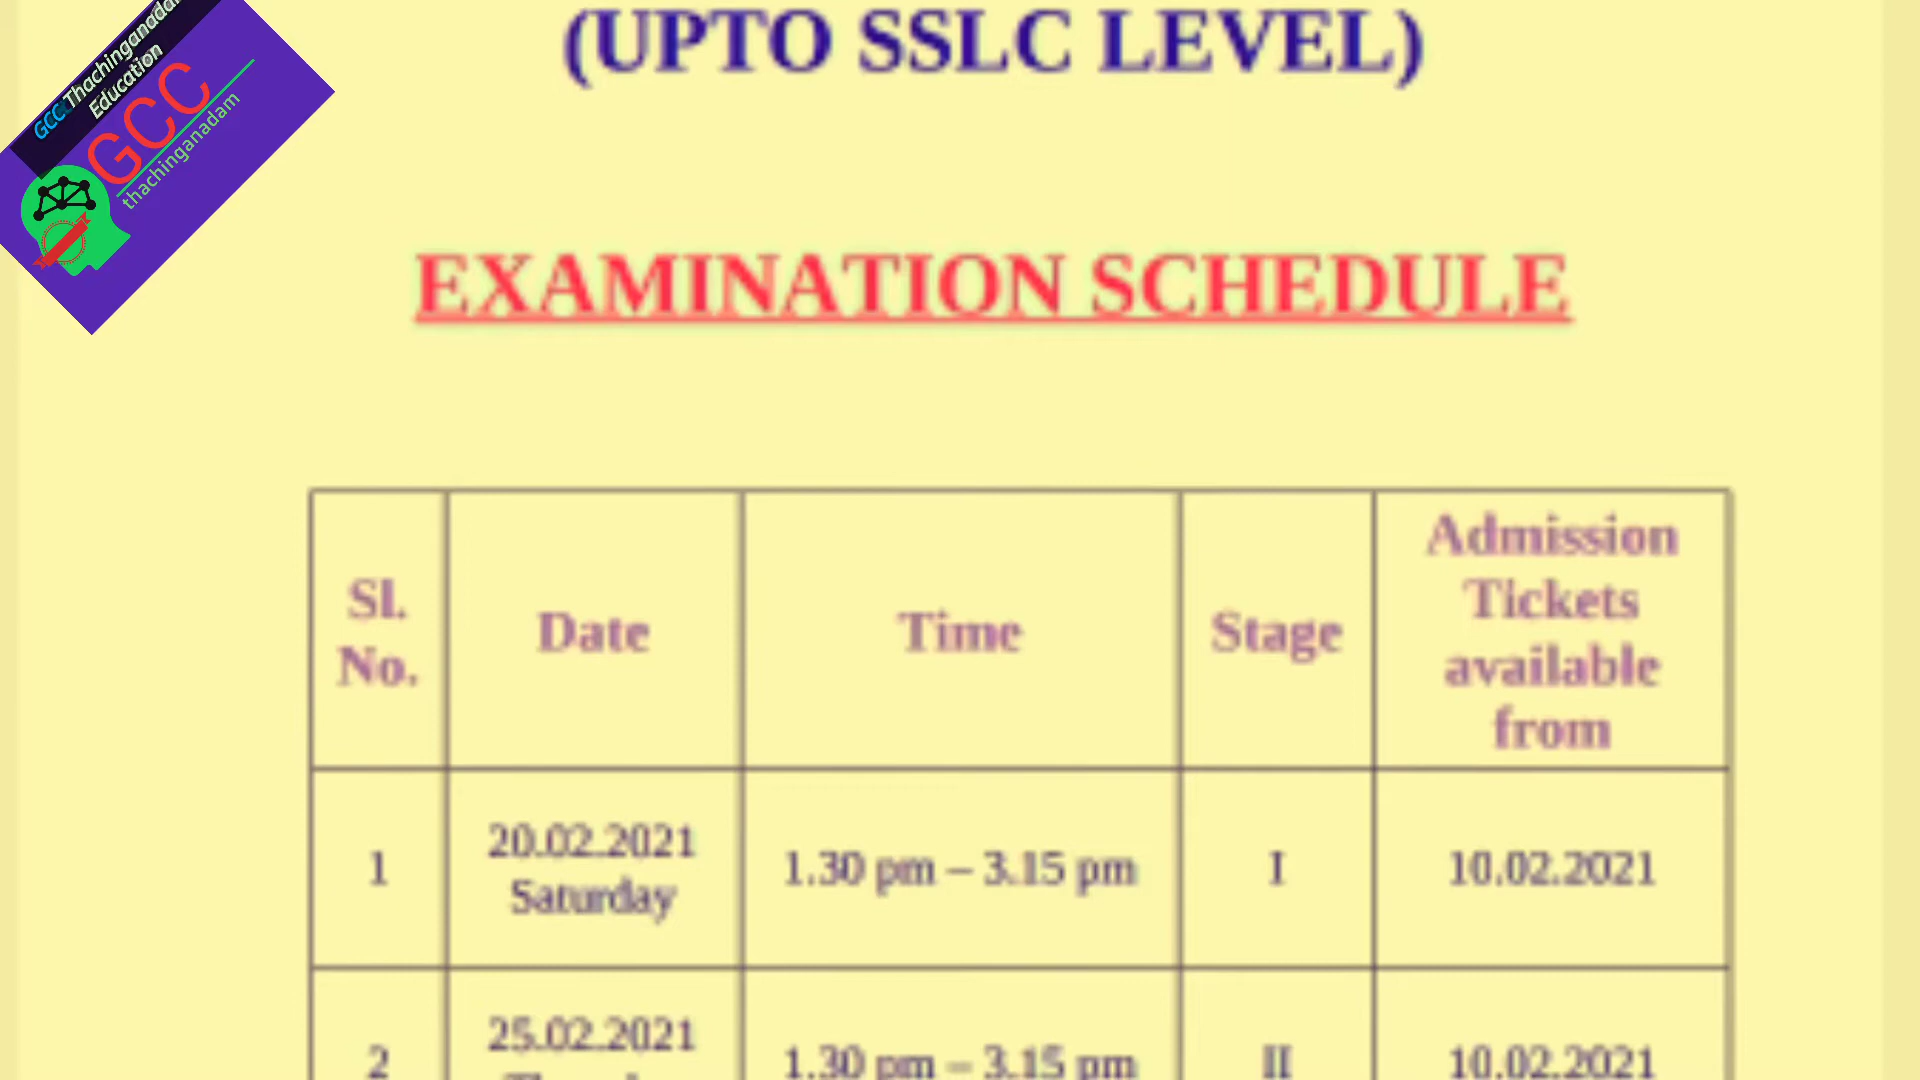 (UPTO SSLC LEVEL)
GCC Thachinganadam
Education
GCC
thachinganadam
EXAMINATION SCHEDULE
Sl. No. Date Time Stage Admission Tickets available from
1 20.02.2021 Saturday 1.30 pm – 3.15 pm I 10.02.2021
2 25.02.2021 1.30 pm – 3.15 pm II 10.02.2021